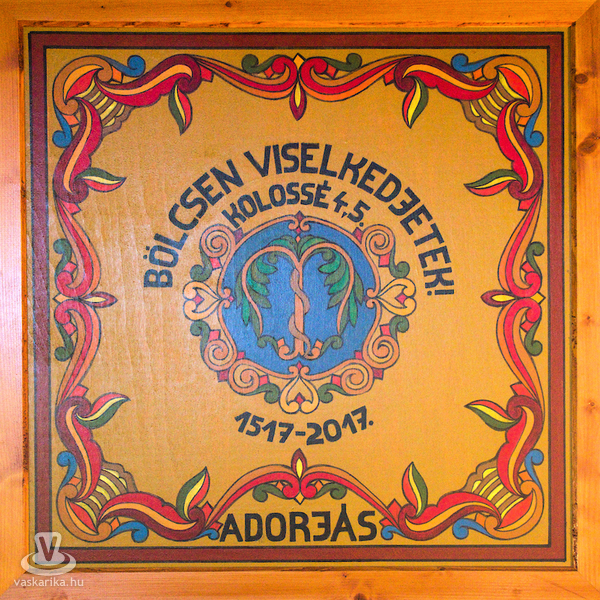 BÖLCSEN VISELKEDJETEK!
KOLOSSÉ 4,5.
1517-2017.
ADORJÁS
V
vaskarika.hu